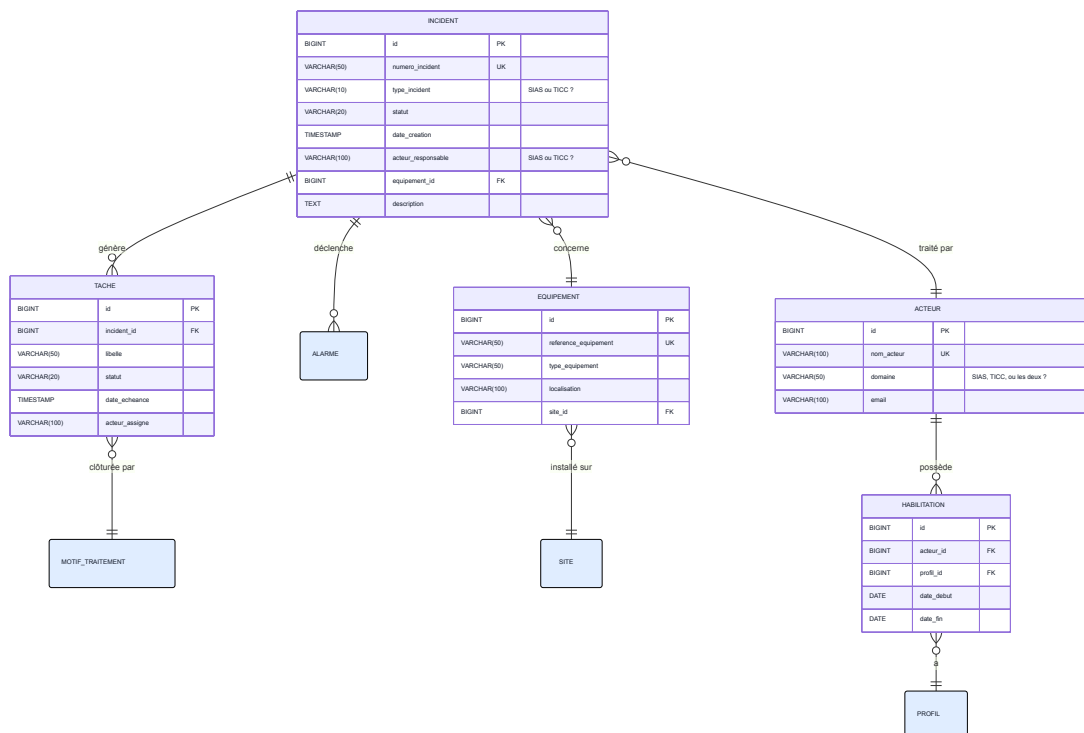 INCIDENT
BIGINT id PK
VARCHAR(50) numero_incident UK
VARCHAR(10) type_incident SIAS ou TICC ?
VARCHAR(20) statut
TIMESTAMP date_creation
VARCHAR(100) acteur_responsable SIAS ou TICC ?
BIGINT equipement_id FK
TEXT description
génère
déclenche
concerne
traité par
TACHE
BIGINT id PK
BIGINT incident_id FK
VARCHAR(50) libelle
VARCHAR(20) statut
TIMESTAMP date_echeance
VARCHAR(100) acteur_assigne
ALARME
EQUIPEMENT
BIGINT id PK
VARCHAR(50) reference_equipement UK
VARCHAR(50) type_equipement
VARCHAR(100) localisation
BIGINT site_id FK
ACTEUR
BIGINT id PK
VARCHAR(100) nom_acteur UK
VARCHAR(50) domaine SIAS, TICC, ou les deux ?
VARCHAR(100) email
clôturée par
installé sur
possède
MOTIF_TRAITEMENT
SITE
HABILITATION
BIGINT id PK
BIGINT acteur_id FK
BIGINT profil_id FK
DATE date_debut
DATE date_fin
a
PROFIL